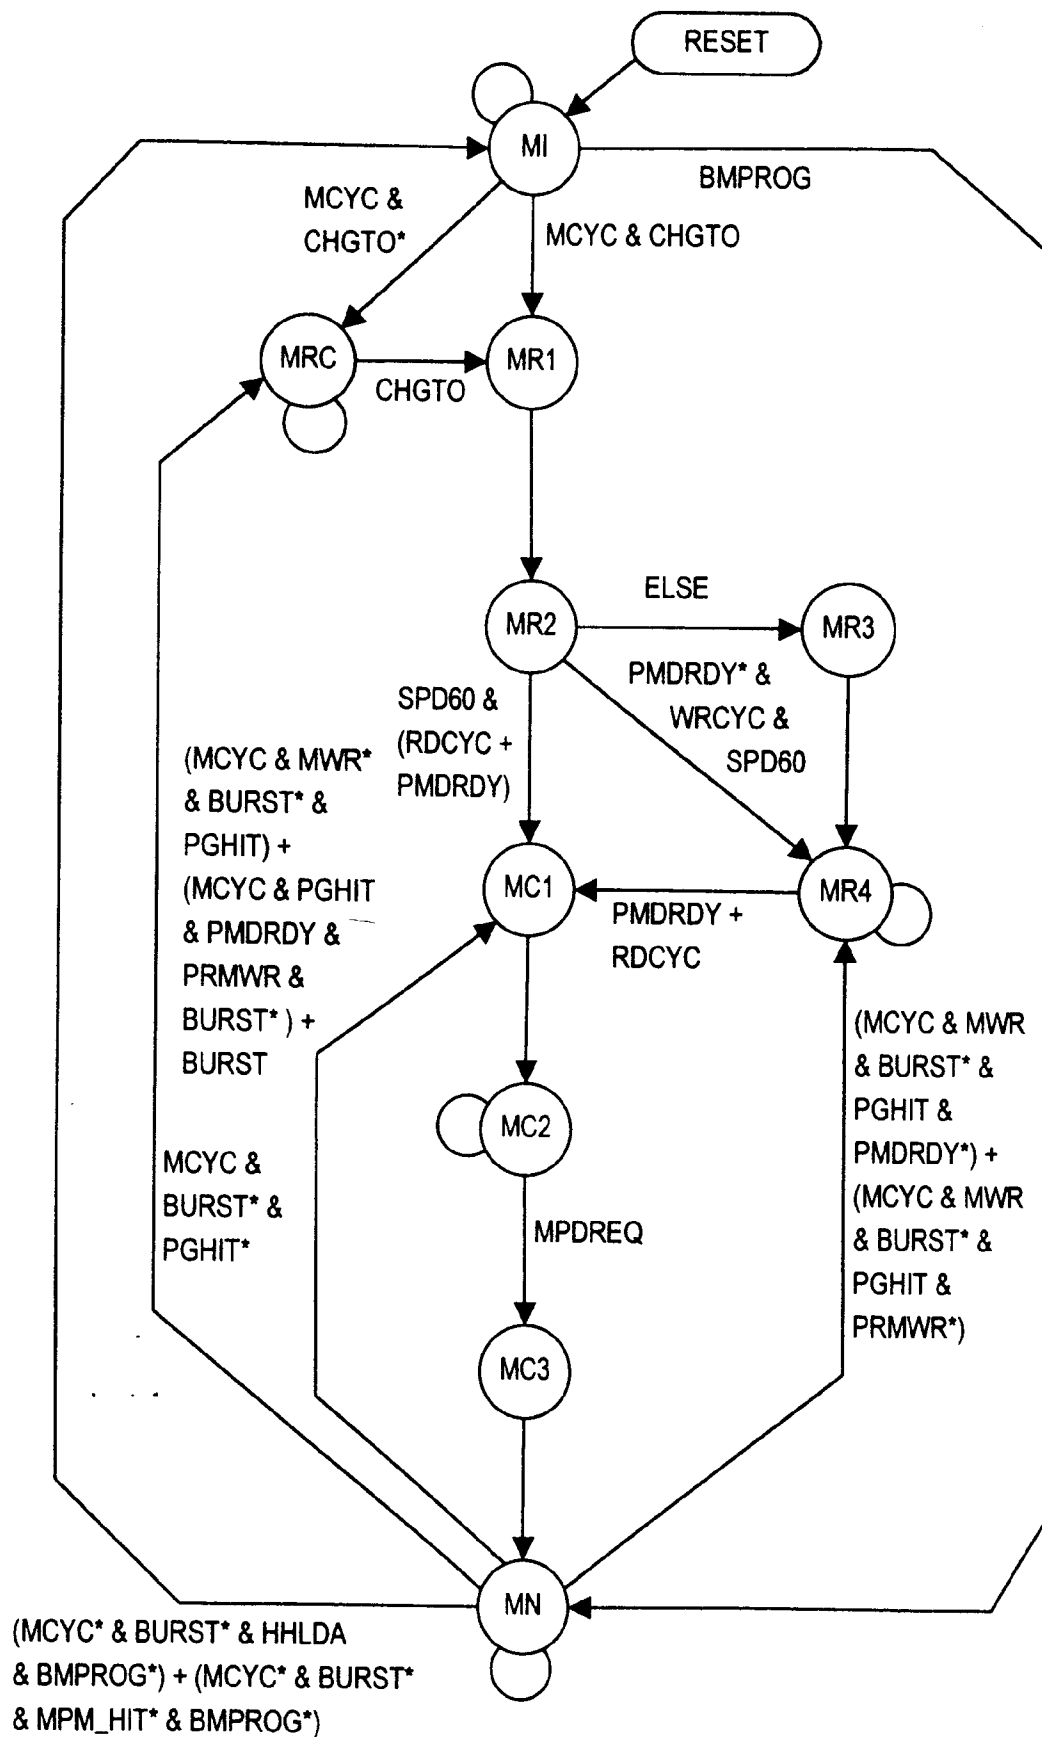 RESET
MI
BMPROG
MCYC &
CHGTO*
MCYC & CHGTO
MRC
MR1
CHGTO
MR2
ELSE
MR3
PMDRDY* &
WRCYC &
SPD60
SPD60 &
(RDCYC +
PMDRDY)
(MCYC & MWR*
& BURST* &
PGHIT) +
(MCYC & PGHIT
& PMDRDY &
PRMWR &
BURST* ) +
BURST
MC1
MR4
PMDRDY +
RDCYC
(MCYC & MWR
& BURST* &
PGHIT &
PMDRDY*) +
(MCYC & MWR
& BURST* &
PGHIT &
PRMWR*)
MC2
MCYC &
BURST* &
PGHIT*
MPDREQ
MC3
MN
(MCYC* & BURST* & HHLDA
& BMPROG*) + (MCYC* & BURST*
& MPM_HIT* & BMPROG*)